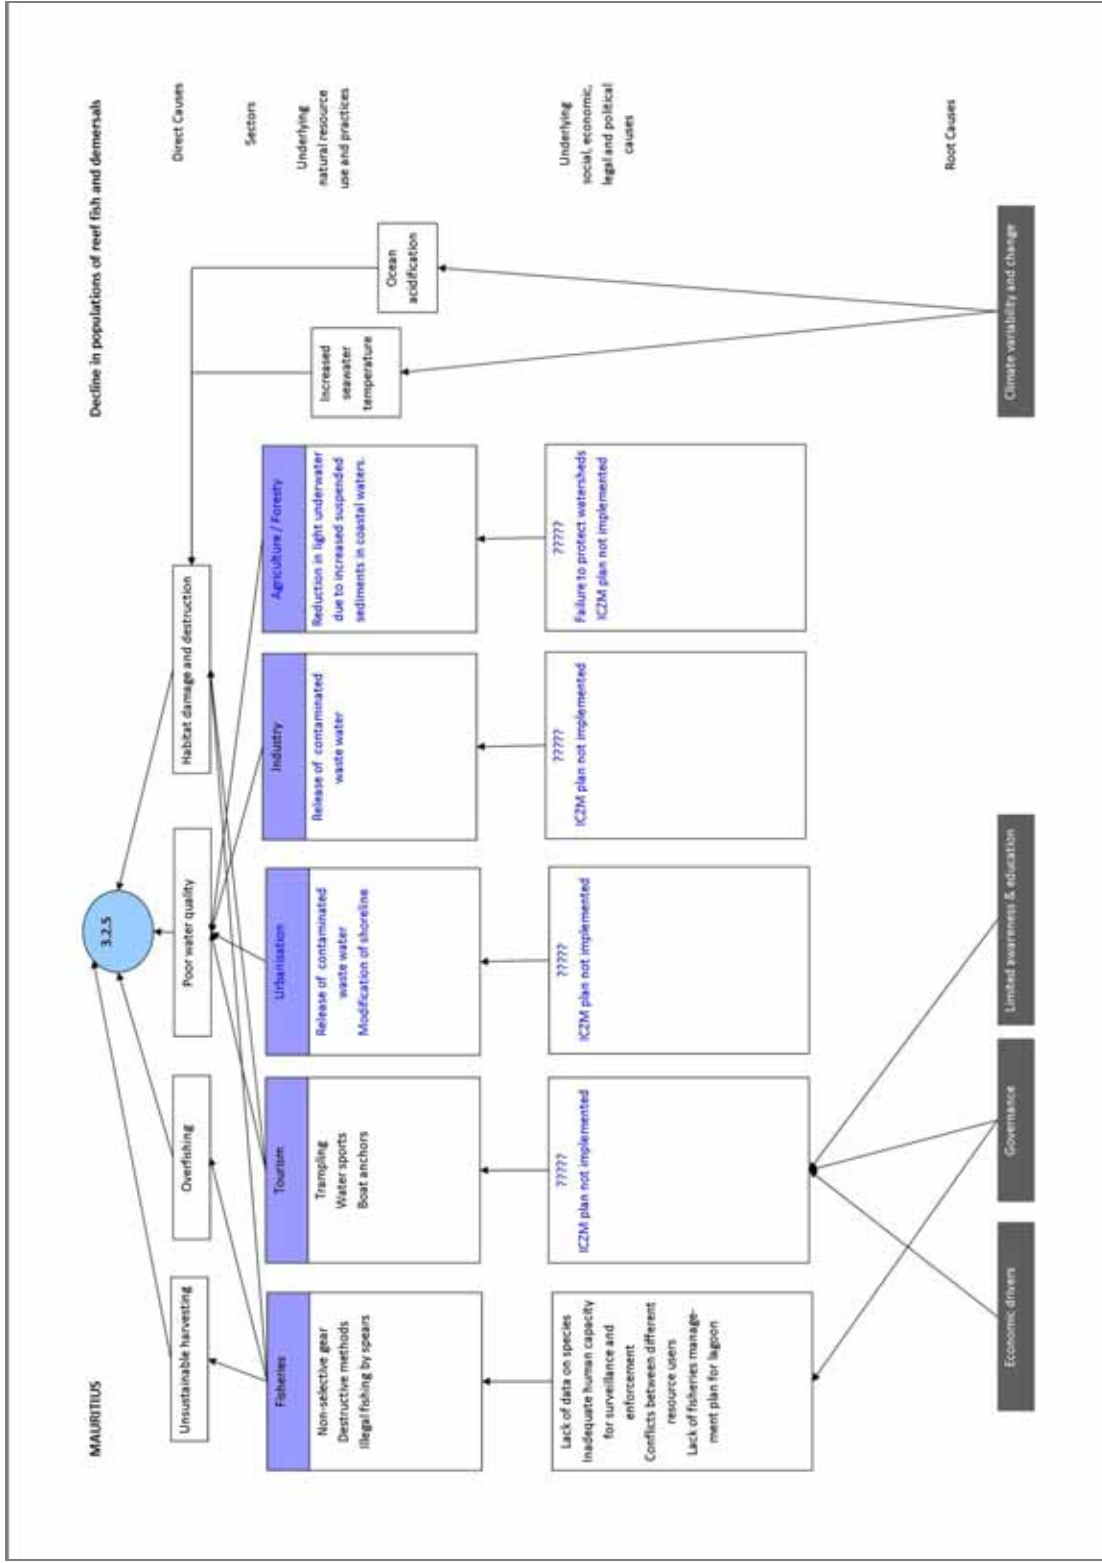 MAURITIUS
Decline in populations of reef fish and demersals
3.2.5
Direct Causes
Unsustainable harvesting
Overfishing
Poor water quality
Habitat damage and destruction
Sectors
Fisheries
Tourism
Urbanisation
Industry
Agriculture / Foresty
Underlying
natural resource
use and practices
Non-selective gear
Destructive methods
Illegal fisking by spears
Trampling
Water sports
Boat anchors
Release of contaminated
waste water
Modification of shoreline
Release of contaminated
waste water
Reduction in light underwater
due to increased suspended
sediments in coastal waters.
Increased
seawater
temperature
Ocean
acidification
Underlying
social, economic,
legal and political
causes
Lack of data on species
Inadequate human capacity
for surveillance and
enforcement
Conflicts between different
resource users
Lack of fisheries manage-
ment plan for lagoon
?????
ICZM plan not implemented
?????
ICZM plan not implemented
?????
ICZM plan not implemented
?????
Failure to protect watersheds
ICZM plan not implemented
Root Causes
Economic drivers
Governance
Limited awareness & education
Climate variability and change